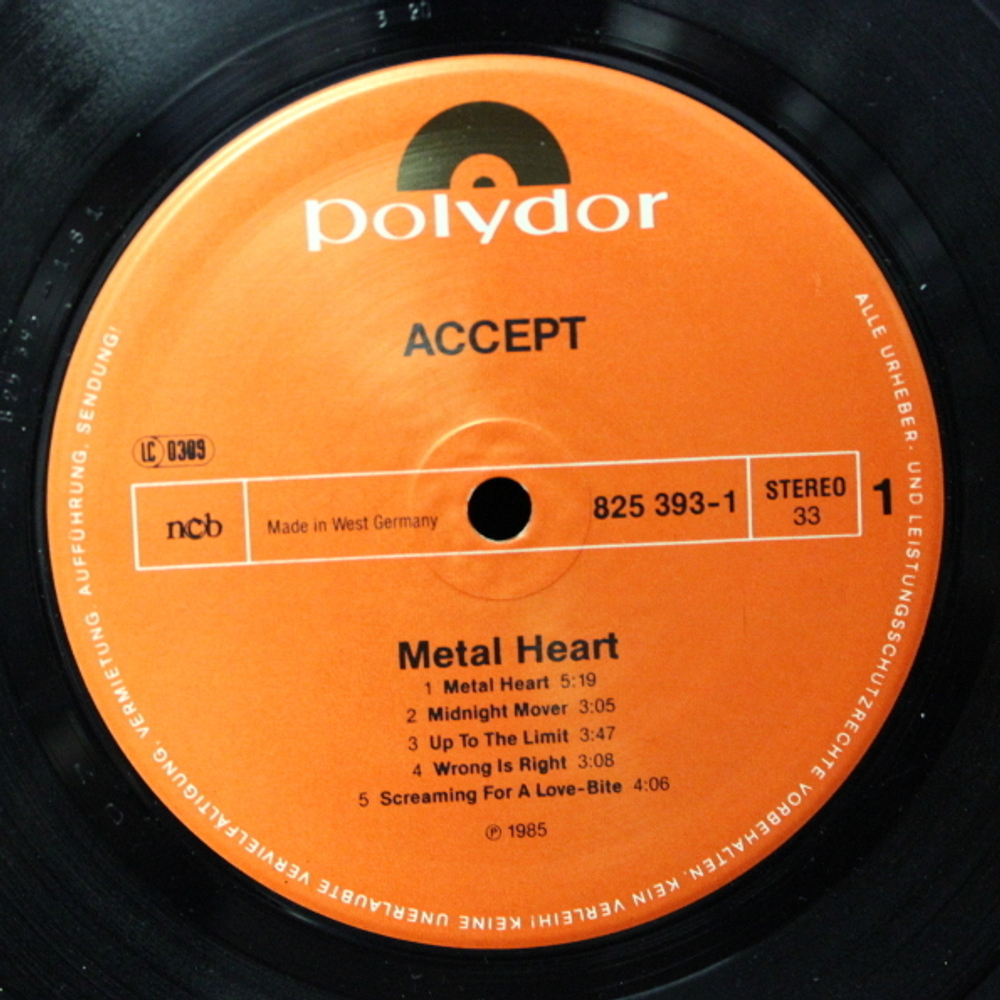 polydor
ACCEPT
LC 0309
ncb
Made in West Germany
825 393-1
STEREO
33
1
Metal Heart
1 Metal Heart 5:19
2 Midnight Mover 3:05
3 Up To The Limit 3:47
4 Wrong Is Right 3:08
5 Screaming For A Love-Bite 4:06
℗ 1985
ALLE URHEBER- UND LEISTUNGSSCHUTZRECHTE VORBEHALTEN. KEIN VERLEIH! KEINE UNERLAUBTE VERVIELFÄLTIGUNG, VERMIETUNG, AUFFÜHRUNG, SENDUNG!